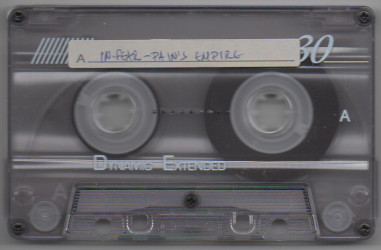 A IN-FEAR-PAIN'S EMPIRE 30
A
DYNAMIC EXTENDED